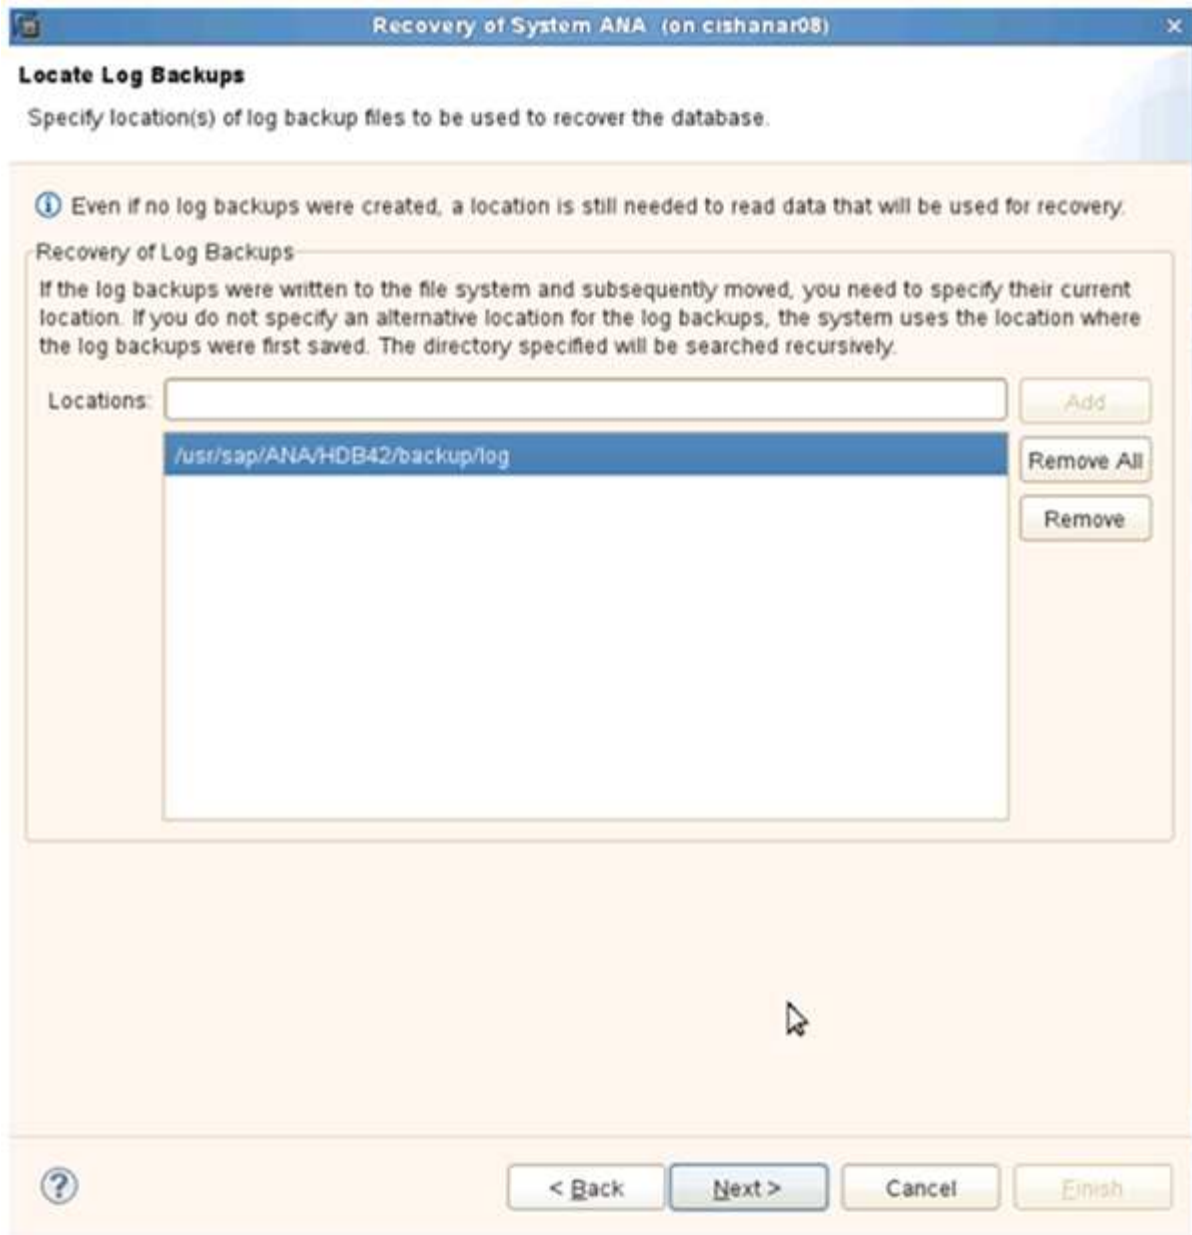 Recovery of System ANA (on cishanar08)
Locate Log Backups
Specify location(s) of log backup files to be used to recover the database.
Even if no log backups were created, a location is still needed to read data that will be used for recovery.
Recovery of Log Backups
If the log backups were written to the file system and subsequently moved, you need to specify their current
location. If you do not specify an alternative location for the log backups, the system uses the location where
the log backups were first saved. The directory specified will be searched recursively.
Locations: Add
/usr/sap/ANA/HDB42/backup/log Remove All
Remove
? < Back Next > Cancel Finish